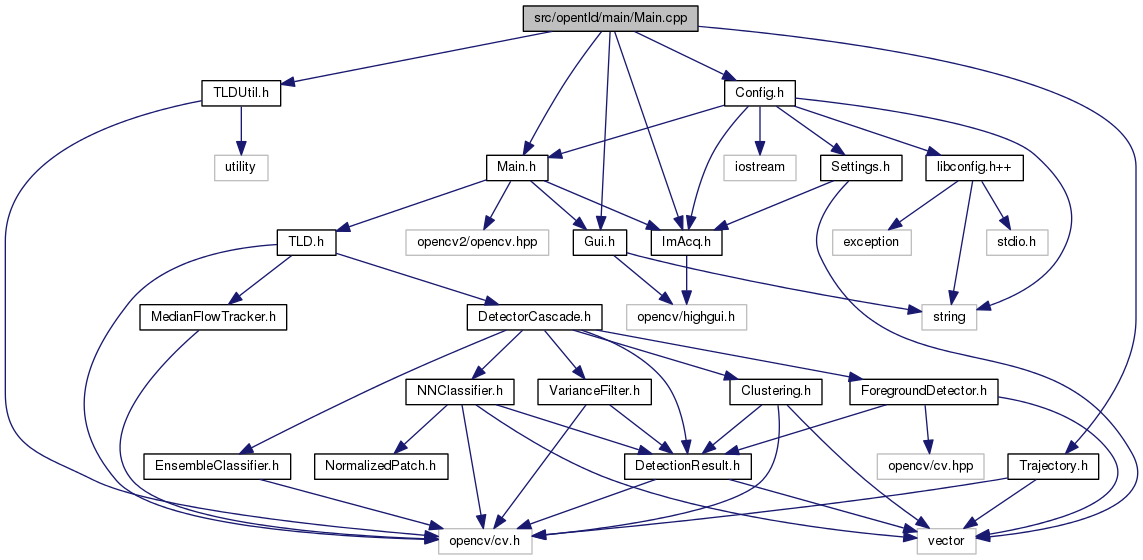 src/opentld/main/Main.cpp
TLDUtil.h
Config.h
utility
Main.h
iostream
Settings.h
libconfig.h++
TLD.h
opencv2/opencv.hpp
Gui.h
ImAcq.h
exception
stdio.h
MedianFlowTracker.h
DetectorCascade.h
opencv/highgui.h
string
NNClassifier.h
VarianceFilter.h
Clustering.h
ForegroundDetector.h
EnsembleClassifier.h
NormalizedPatch.h
DetectionResult.h
opencv/cv.hpp
Trajectory.h
opencv/cv.h
vector